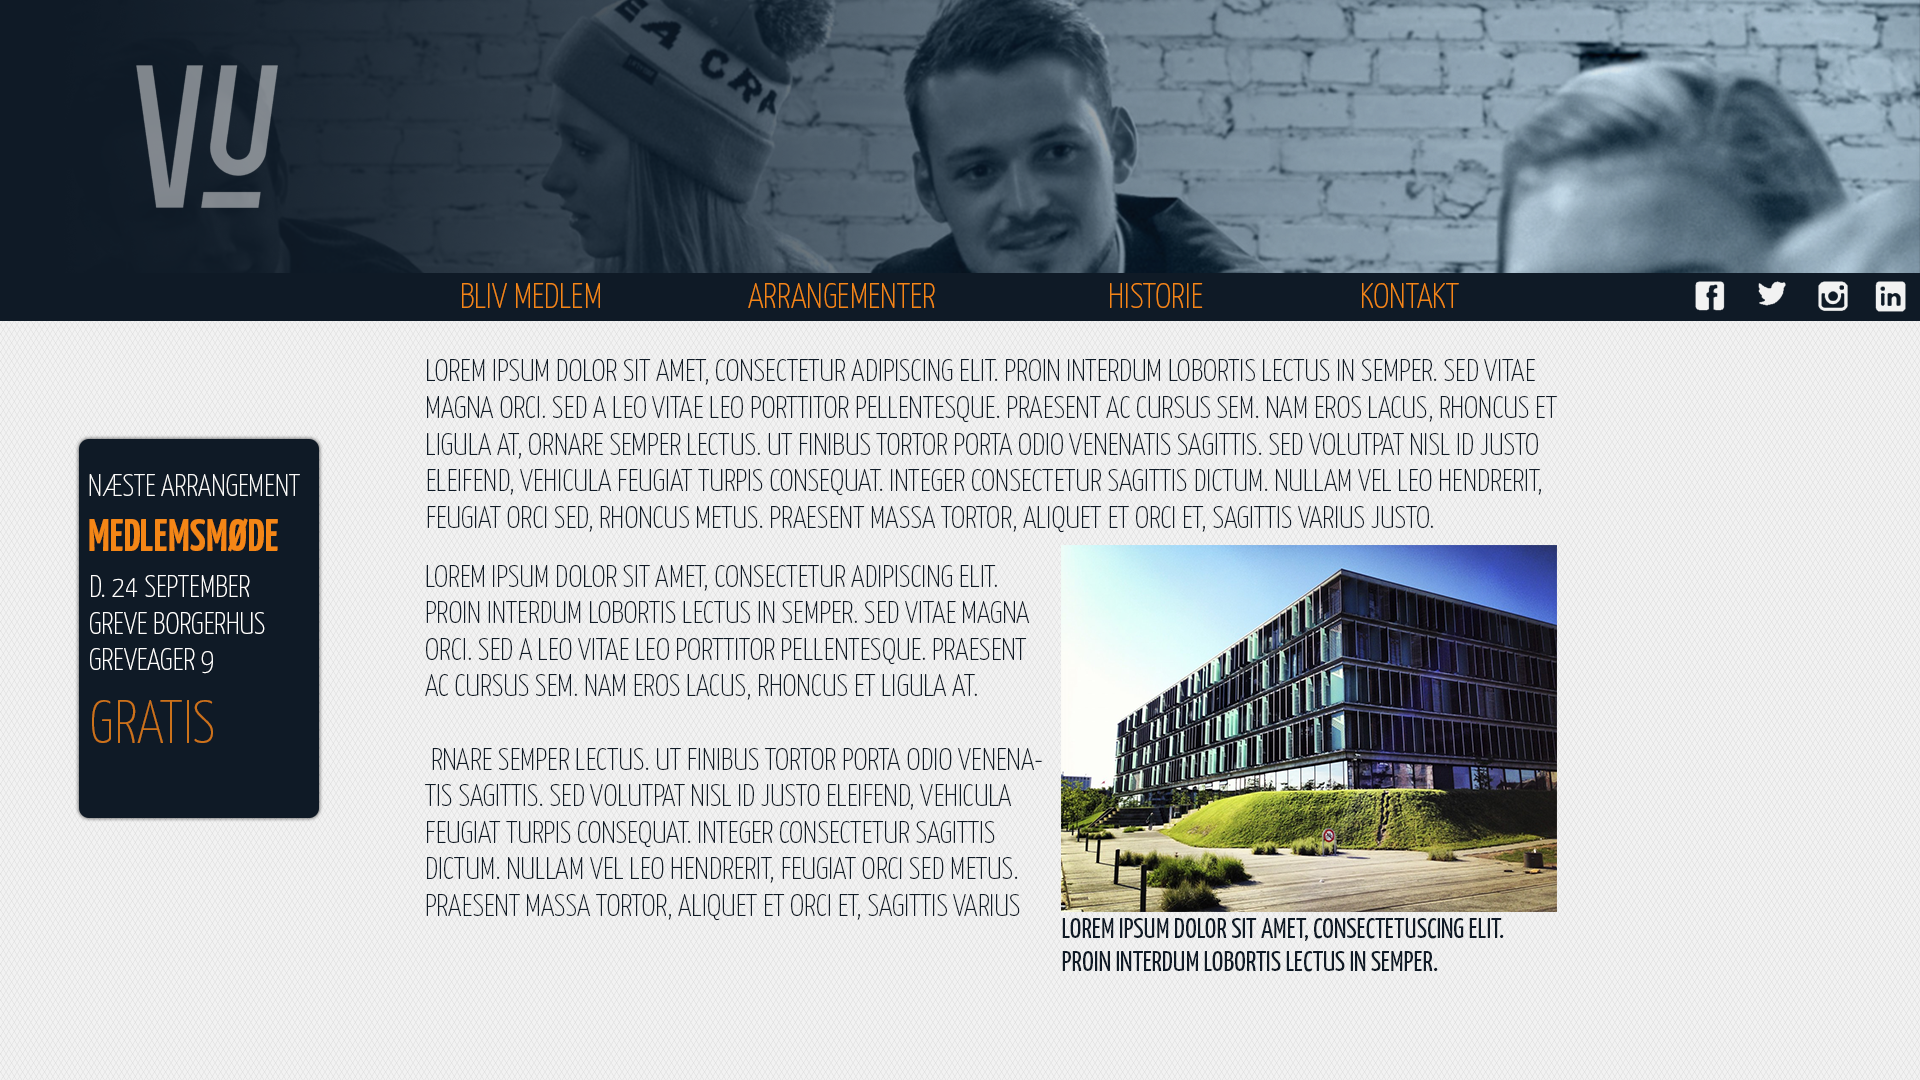 EA CRA
VU
BLIV MEDLEM ARRANGEMENTER HISTORIE KONTAKT
LOREM IPSUM DOLOR SIT AMET, CONSECTETUR ADIPISCING ELIT. PROIN INTERDUM LOBORTIS LECTUS IN SEMPER. SED VITAE
MAGNA ORCI. SED A LEO VITAE LEO PORTTITOR PELLENTESQUE. PRAESENT AC CURSUS SEM. NAM EROS LACUS, RHONCUS ET
LIGULA AT, ORNARE SEMPER LECTUS. UT FINIBUS TORTOR PORTA ODIO VENENATIS SAGITTIS. SED VOLUTPAT NISL ID JUSTO
ELEIFEND, VEHICULA FEUGIAT TURPIS CONSEQUAT. INTEGER CONSECTETUR SAGITTIS DICTUM. NULLAM VEL LEO HENDRERIT,
FEUGIAT ORCI SED, RHONCUS METUS. PRAESENT MASSA TORTOR, ALIQUET ET ORCI ET, SAGITTIS VARIUS JUSTO.
NÆSTE ARRANGEMENT
MEDLEMSMØDE
D. 24 SEPTEMBER
GREVE BORGERHUS
GREVEAGER 9
GRATIS
LOREM IPSUM DOLOR SIT AMET, CONSECTETUR ADIPISCING ELIT.
PROIN INTERDUM LOBORTIS LECTUS IN SEMPER. SED VITAE MAGNA
ORCI. SED A LEO VITAE LEO PORTTITOR PELLENTESQUE. PRAESENT
AC CURSUS SEM. NAM EROS LACUS, RHONCUS ET LIGULA AT.
RNARE SEMPER LECTUS. UT FINIBUS TORTOR PORTA ODIO VENENA-
TIS SAGITTIS. SED VOLUTPAT NISL ID JUSTO ELEIFEND, VEHICULA
FEUGIAT TURPIS CONSEQUAT. INTEGER CONSECTETUR SAGITTIS
DICTUM. NULLAM VEL LEO HENDRERIT, FEUGIAT ORCI SED METUS.
PRAESENT MASSA TORTOR, ALIQUET ET ORCI ET, SAGITTIS VARIUS
LOREM IPSUM DOLOR SIT AMET, CONSECTETUSCING ELIT.
PROIN INTERDUM LOBORTIS LECTUS IN SEMPER.